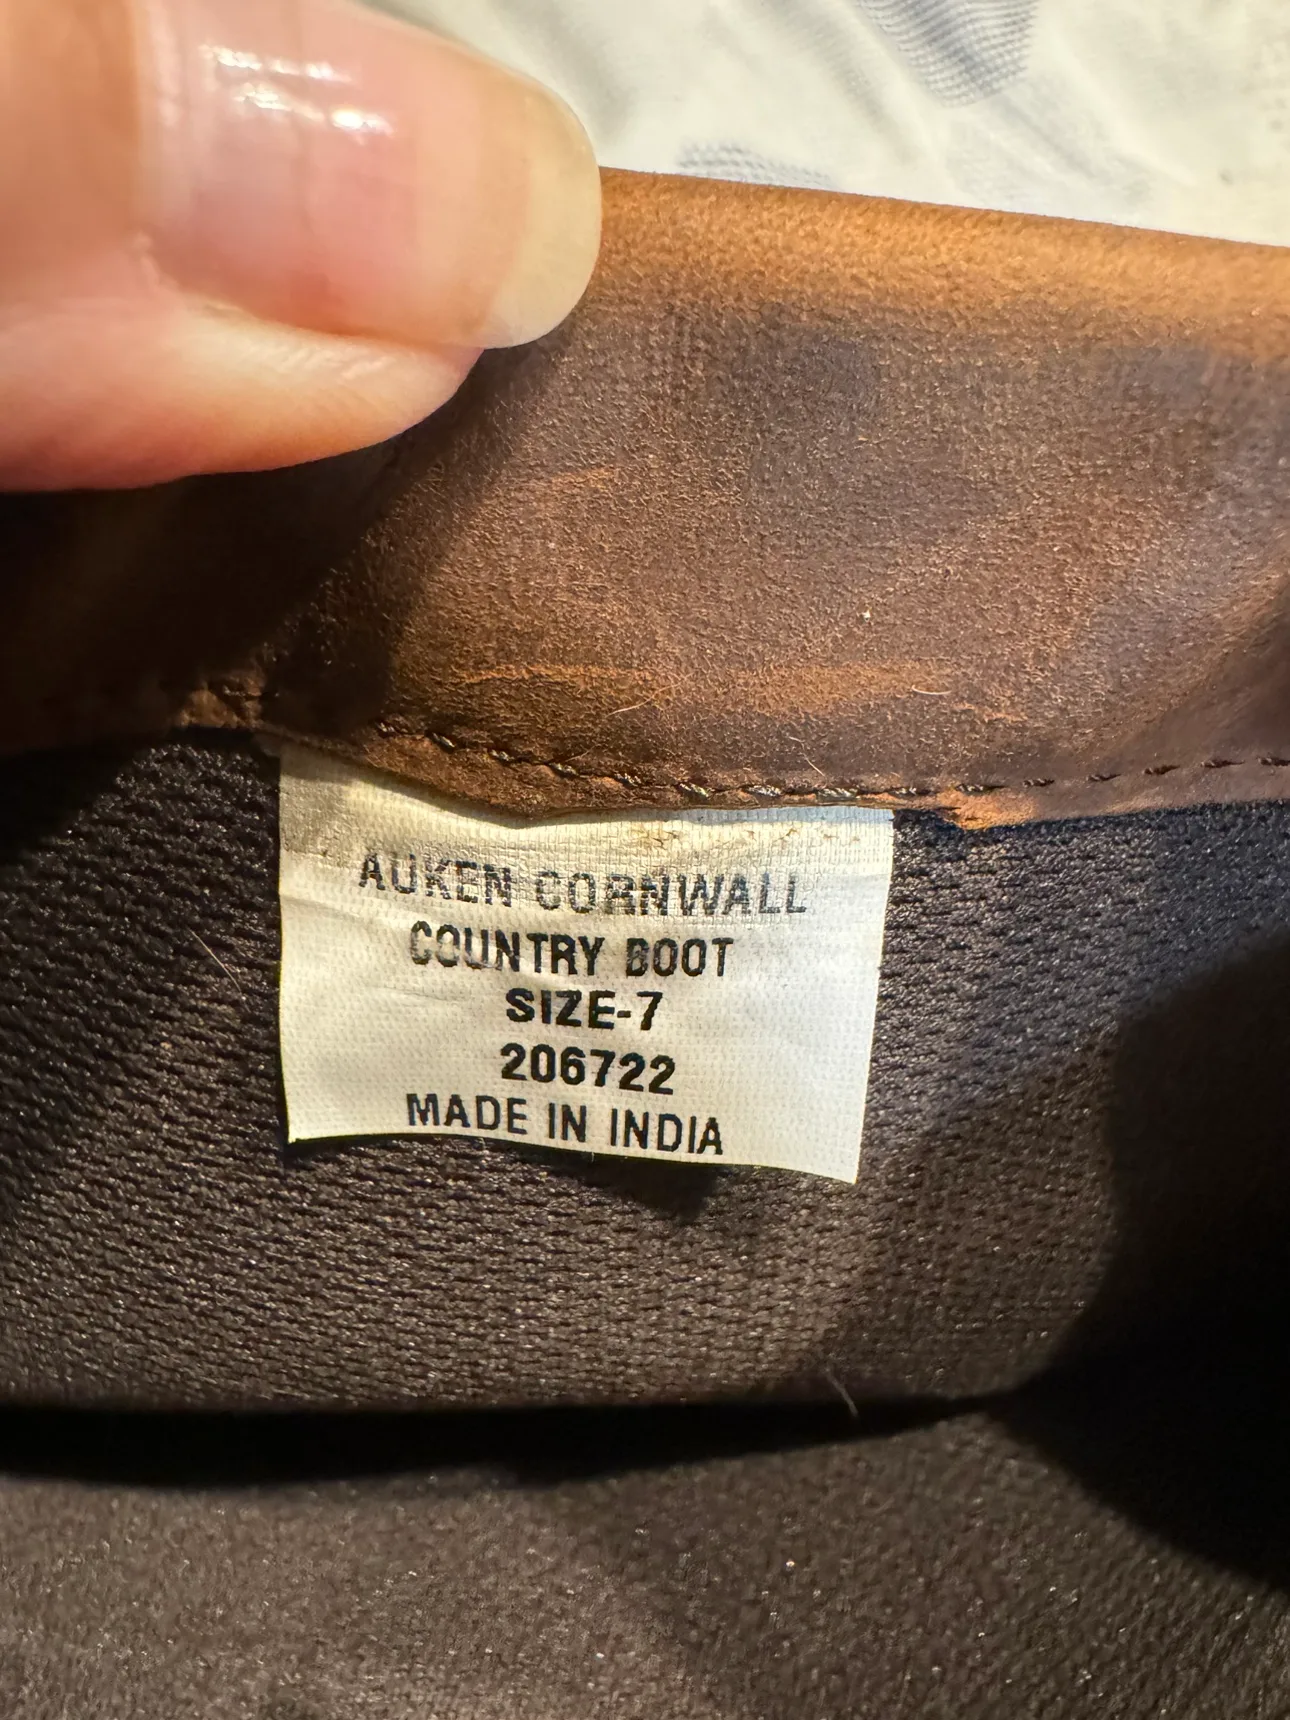 AUKEN CORNWALL
COUNTRY BOOT
SIZE-7
206722
MADE IN INDIA